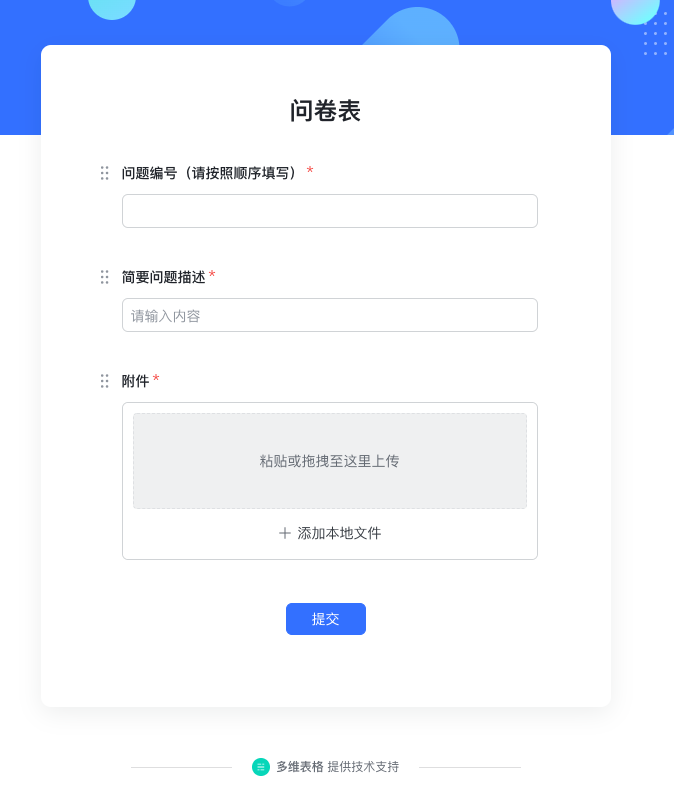 问卷表
问题编号（请按照顺序填写） *
简要问题描述 *
请输入内容
附件 *
粘贴或拖拽至这里上传
添加本地文件
提交
多维表格 提供技术支持